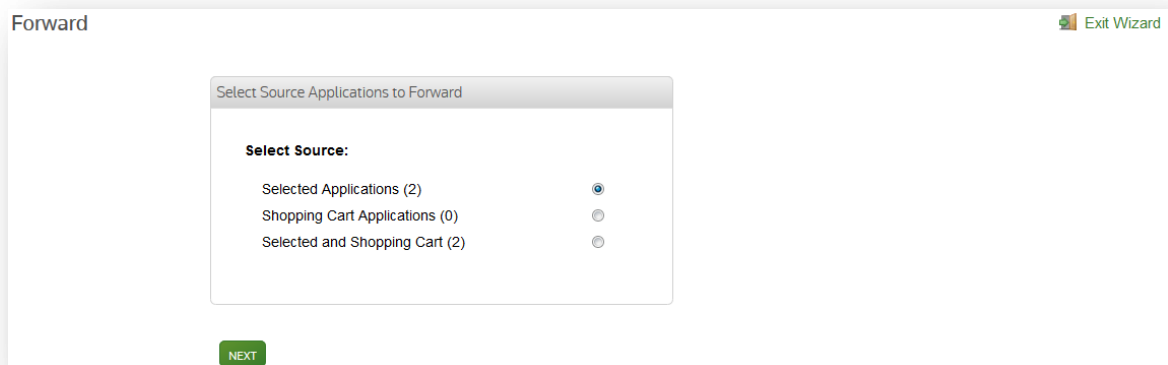 Forward
Exit Wizard
Select Source Applications to Forward
Select Source:
Selected Applications (2)
Shopping Cart Applications (0)
Selected and Shopping Cart (2)
NEXT